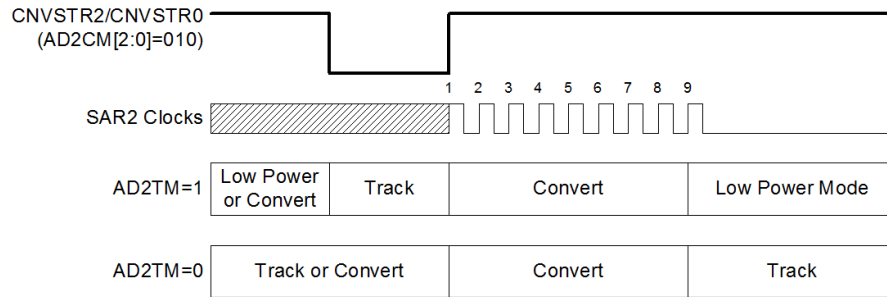 CNVSTR2/CNVSTR0
(AD2CM[2:0]=010)
1 2 3 4 5 6 7 8 9
SAR2 Clocks
AD2TM=1
Low Power
or Convert
Track
Convert
Low Power Mode
AD2TM=0
Track or Convert
Convert
Track